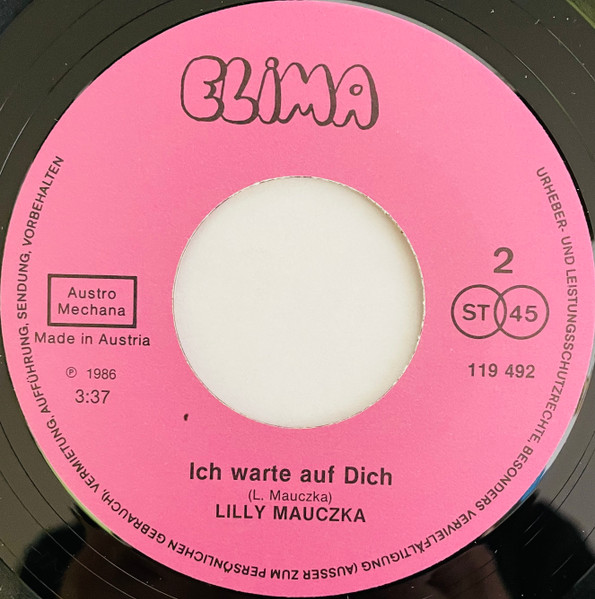 ELiMA
URHEBER- UND LEISTUNGSSCHUTZRECHTE, BESONDERS VERVIELFÄLTIGUNG (AUSSER ZUM PERSÖNLICHEN GEBRAUCH), VERMIETUNG, AUFFÜHRUNG, SENDUNG, VORBEHALTEN
2
ST 45
119 492
Austro
Mechana
Made in Austria
℗ 1986
3:37
Ich warte auf Dich
(L. Mauczka)
LILLY MAUCZKA